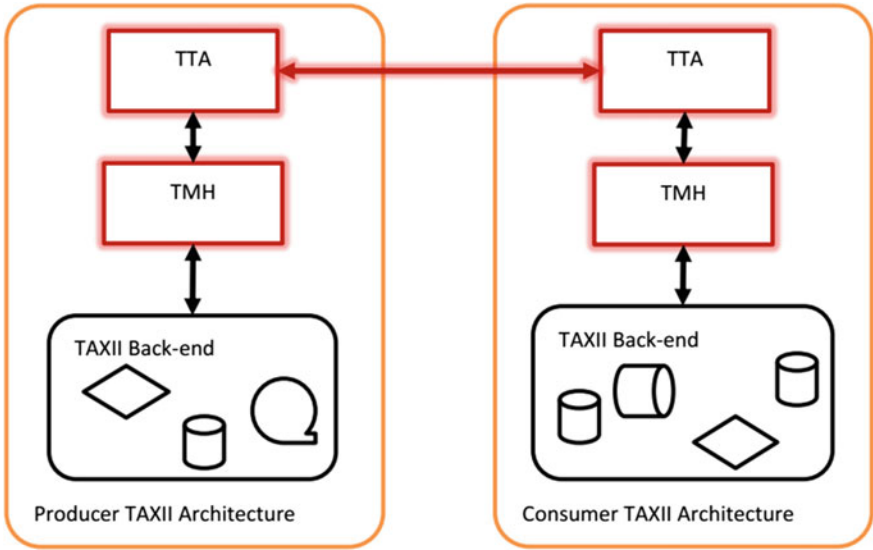 TTA
TMH
TAXII Back-end
Producer TAXII Architecture
TTA
TMH
TAXII Back-end
Consumer TAXII Architecture